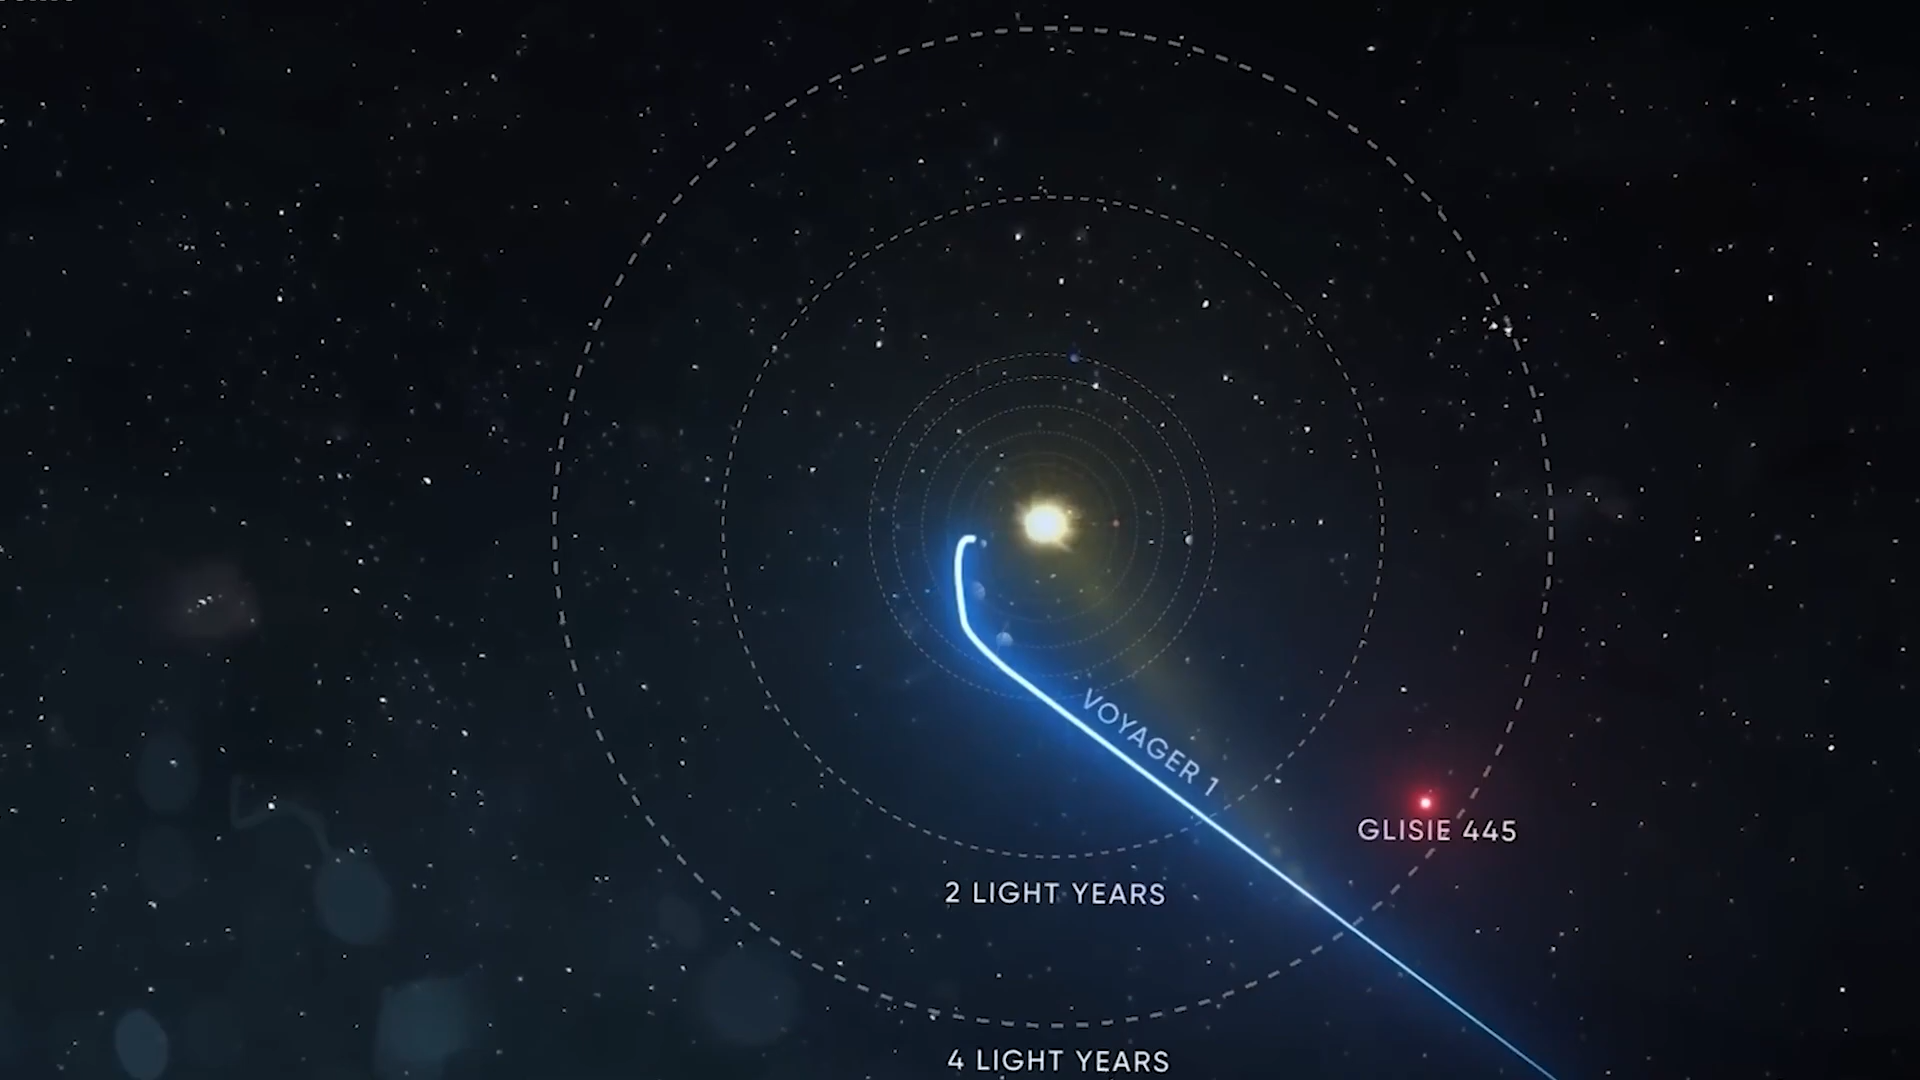 VOYAGER 1
GLISIE 445
2 LIGHT YEARS
4 LIGHT YEARS